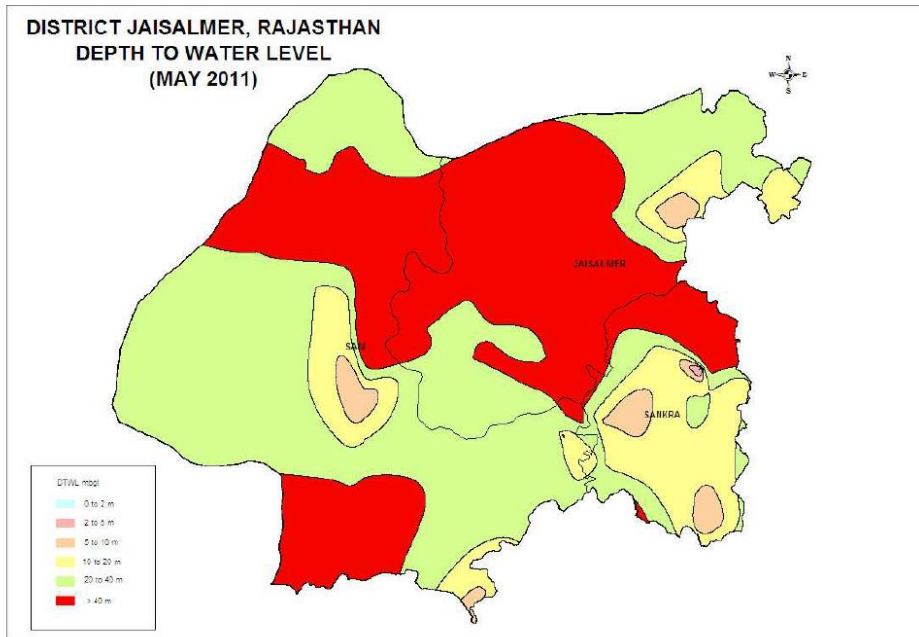 DISTRICT JAISALMER, RAJASTHAN
DEPTH TO WATER LEVEL
(MAY 2011)
N
W E
S
JAISALMER
SAM
SANKRA
DTWL mbgl
0 to 2 m
2 to 5 m
5 to 10 m
10 to 20 m
20 to 40 m
> 40 m